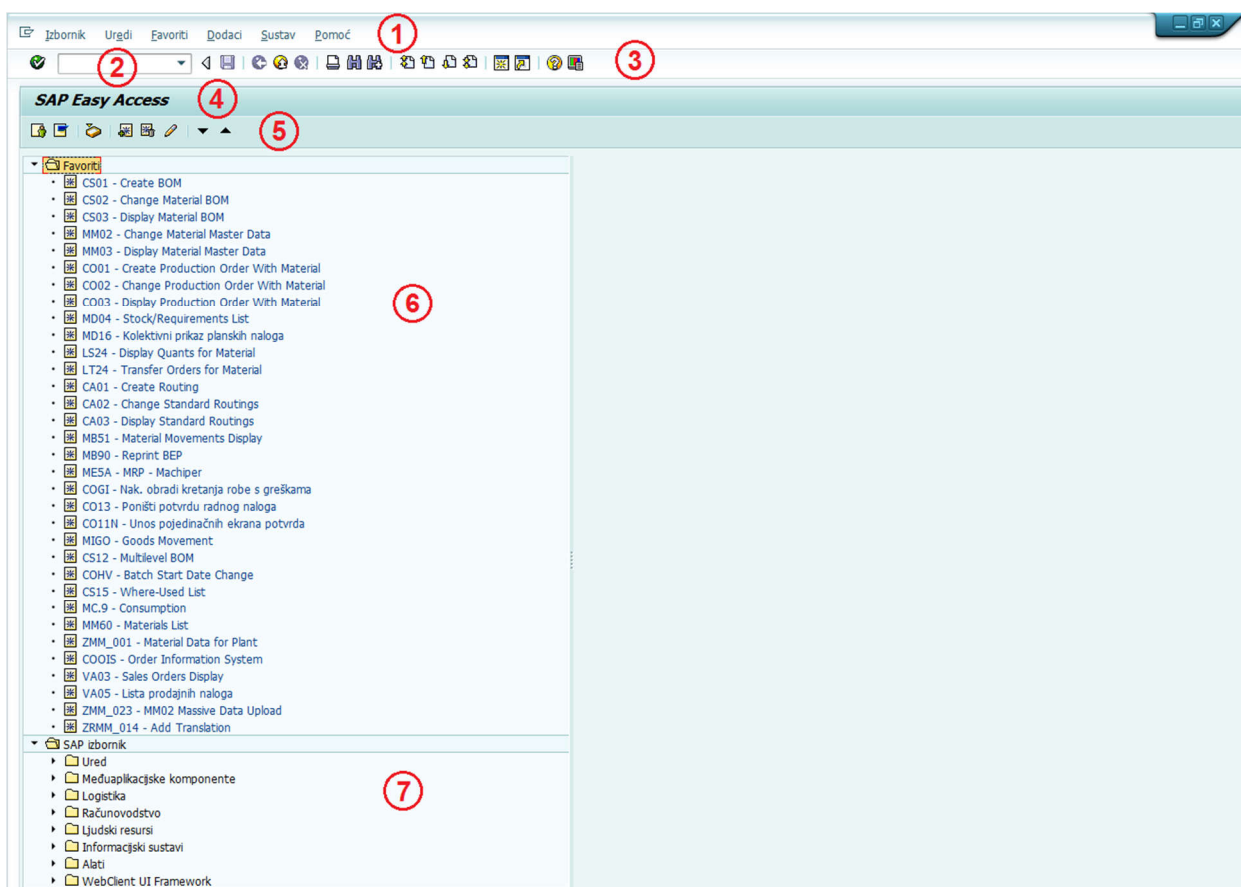 Izbornik Uredi Favoriti Dodaci Sustav Pomoć 1
2 3
SAP Easy Access 4
5
Favoriti
CS01 - Create BOM
CS02 - Change Material BOM
CS03 - Display Material BOM
MM02 - Change Material Master Data
MM03 - Display Material Master Data
CO01 - Create Production Order With Material
CO02 - Change Production Order With Material
CO03 - Display Production Order With Material
6
MD04 - Stock/Requirements List
MD16 - Kolektivni prikaz planskih naloga
LS24 - Display Quants for Material
LT24 - Transfer Orders for Material
CA01 - Create Routing
CA02 - Change Standard Routings
CA03 - Display Standard Routings
MB51 - Material Movements Display
MB90 - Reprint BEP
ME5A - MRP - Machiper
COGI - Nak. obradi kretanja robe s greškama
CO13 - Poništi potvrdu radnog naloga
CO11N - Unos pojedinačnih ekrana potvrda
MIGO - Goods Movement
CS12 - Multilevel BOM
COHV - Batch Start Date Change
CS15 - Where-Used List
MC.9 - Consumption
MM60 - Materials List
ZMM_001 - Material Data for Plant
COOIS - Order Information System
VA03 - Sales Orders Display
VA05 - Lista prodajnih naloga
ZMM_023 - MM02 Massive Data Upload
ZRMM_014 - Add Translation
SAP izbornik
Ured
Međuaplikacijske komponente
7
Logistika
Računovodstvo
Ljudski resursi
Informacijski sustavi
Alati
WebClient UI Framework